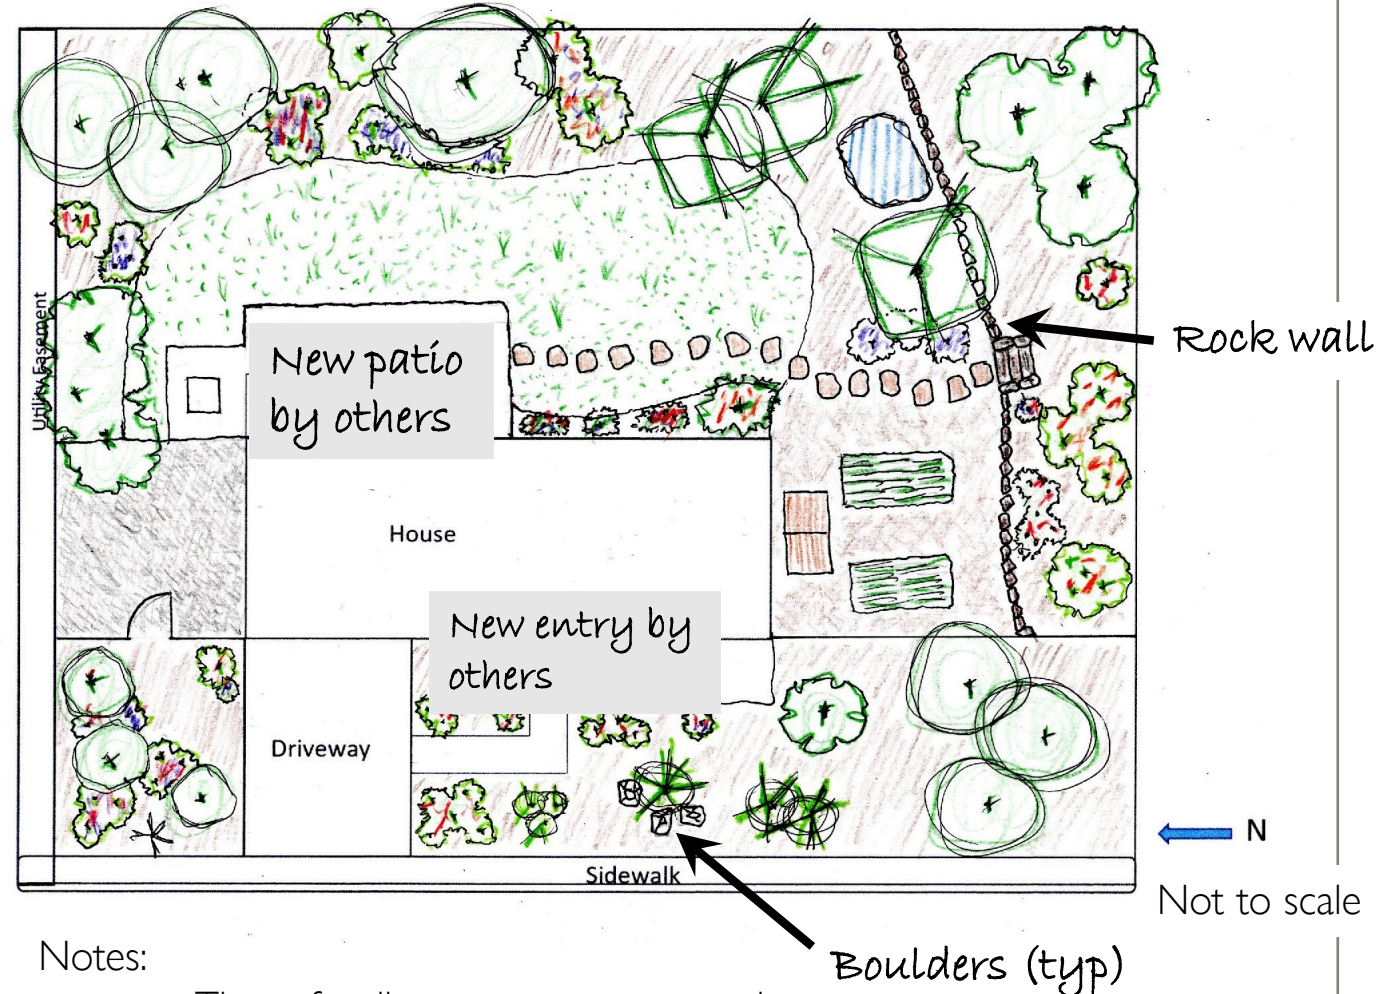 Utility Easement
New patio
by others
Rock wall
House
New entry by
others
Driveway
N
Sidewalk
Not to scale
Notes:
Boulders (typ)